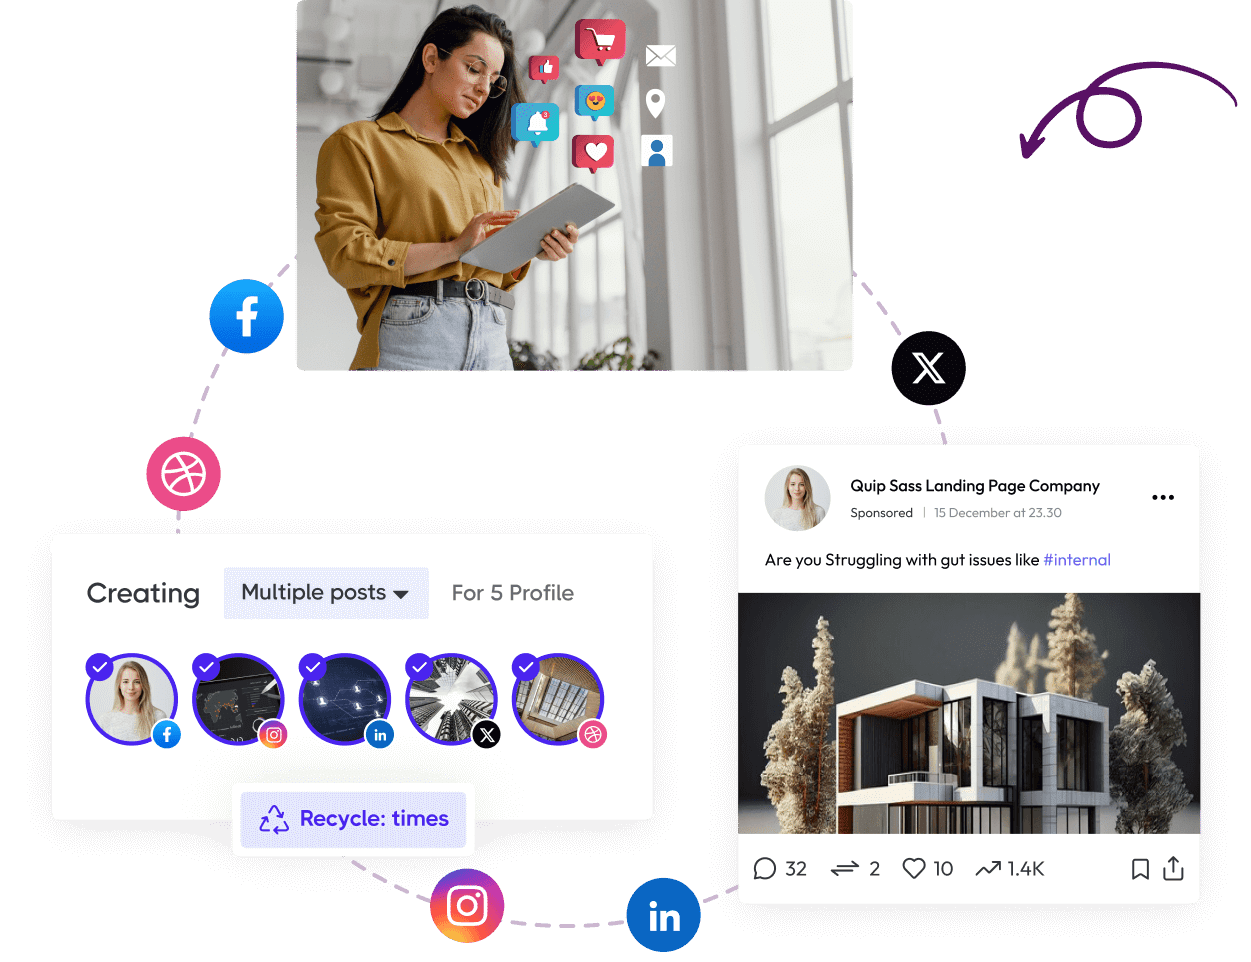 Creating
Multiple posts
For 5 Profile
Recycle: times
Quip Sass Landing Page Company
Sponsored | 15 December at 23.30
Are you Struggling with gut issues like #internal
32 2 10 1.4K